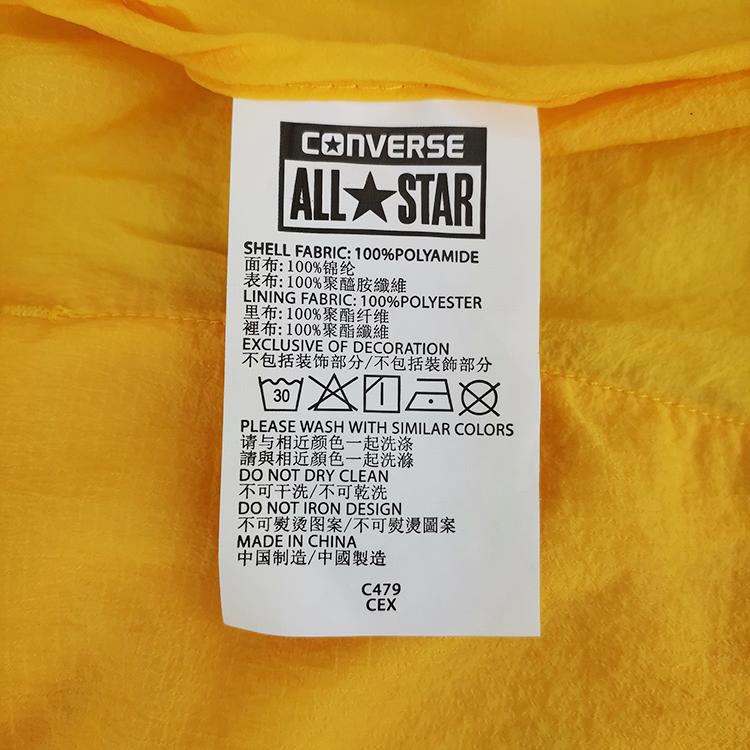 CONVERSE
ALL★STAR
SHELL FABRIC: 100%POLYAMIDE
面布: 100%锦纶
表布: 100%聚醯胺纖維
LINING FABRIC: 100%POLYESTER
里布: 100%聚酯纤维
裡布: 100%聚酯纖維
EXCLUSIVE OF DECORATION
不包括装饰部分/不包括裝飾部分
30
PLEASE WASH WITH SIMILAR COLORS
请与相近颜色一起洗涤
請與相近顏色一起洗滌
DO NOT DRY CLEAN
不可干洗/不可乾洗
DO NOT IRON DESIGN
不可熨烫图案/不可熨燙圖案
MADE IN CHINA
中国制造/中國製造
C479
CEX